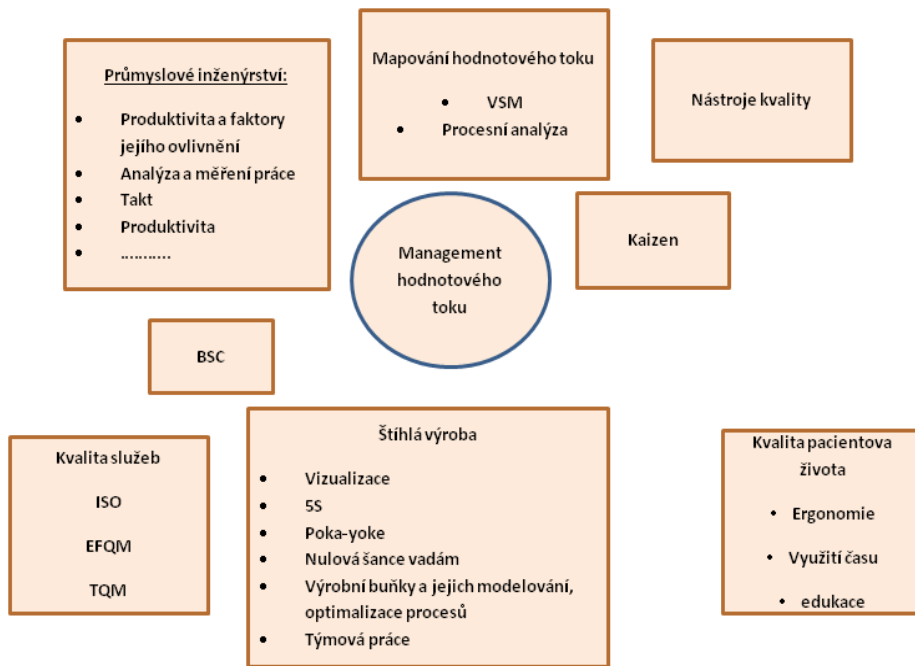 Průmyslové inženýrství:
• Produktivita a faktory
jejího ovlivnění
• Analýza a měření práce
• Takt
• Produktivita
• ...........
Mapování hodnotového toku
• VSM
• Procesní analýza
Nástroje kvality
Kaizen
Management
hodnotového
toku
BSC
Kvalita služeb
ISO
EFQM
TQM
Štíhlá výroba
• Vizualizace
• 5S
• Poka-yoke
• Nulová šance vadám
• Výrobní buňky a jejich modelování,
optimalizace procesů
• Týmová práce
Kvalita pacientova
života
• Ergonomie
• Využití času
• edukace